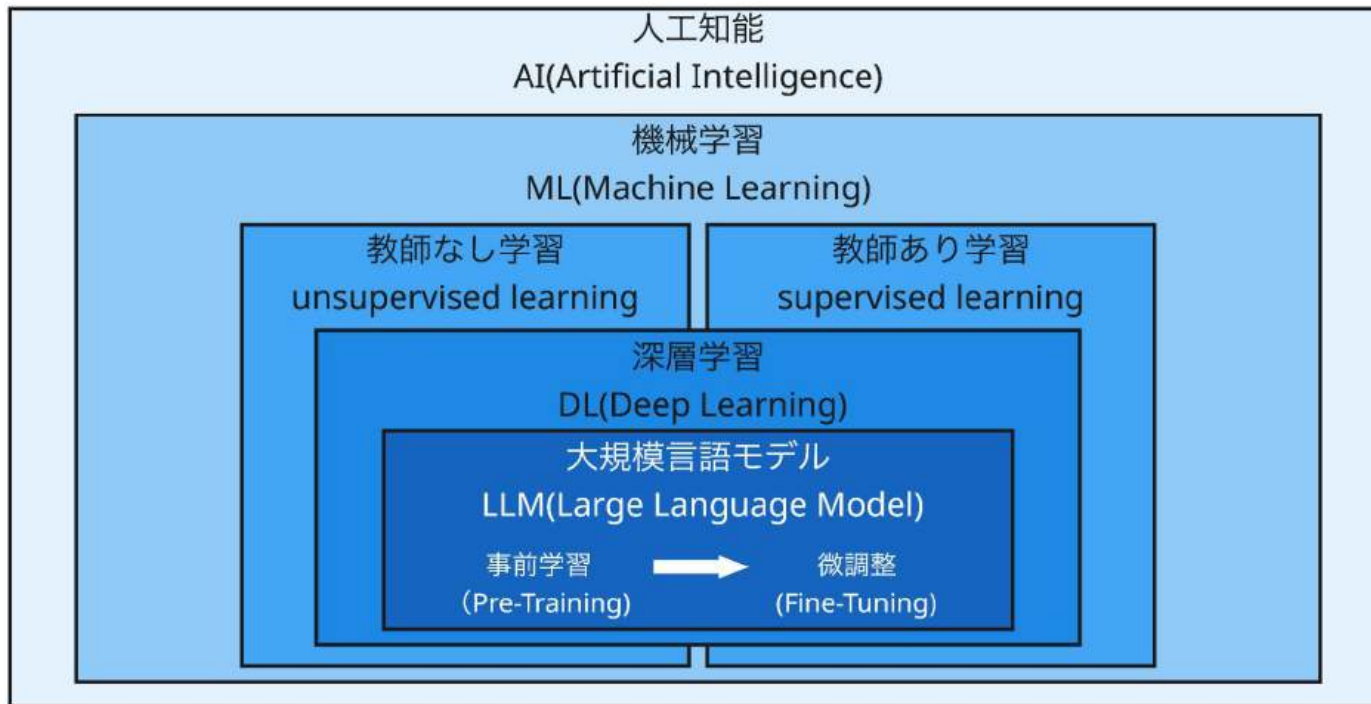 人工知能
AI(Artificial Intelligence)
機械学習
ML(Machine Learning)
教師なし学習
unsupervised learning
教師あり学習
supervised learning
深層学習
DL(Deep Learning)
大規模言語モデル
LLM(Large Language Model)
事前学習
（Pre-Training)
微調整
(Fine-Tuning)